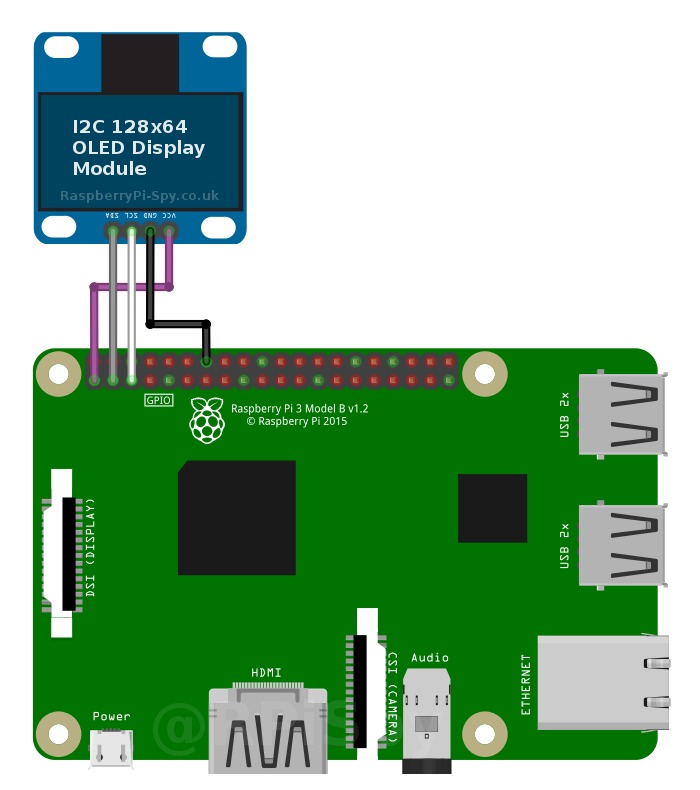 I2C 128x64
OLED Display
Module
RaspberryPi-Spy.co.uk
SDA SCL GND VCC
GPIO
Raspberry Pi 3 Model B v1.2
© Raspberry Pi 2015
USB 2x
DSI (DISPLAY)
USB 2x
CSI (CAMERA)
Audio
ETHERNET
HDMI
Power